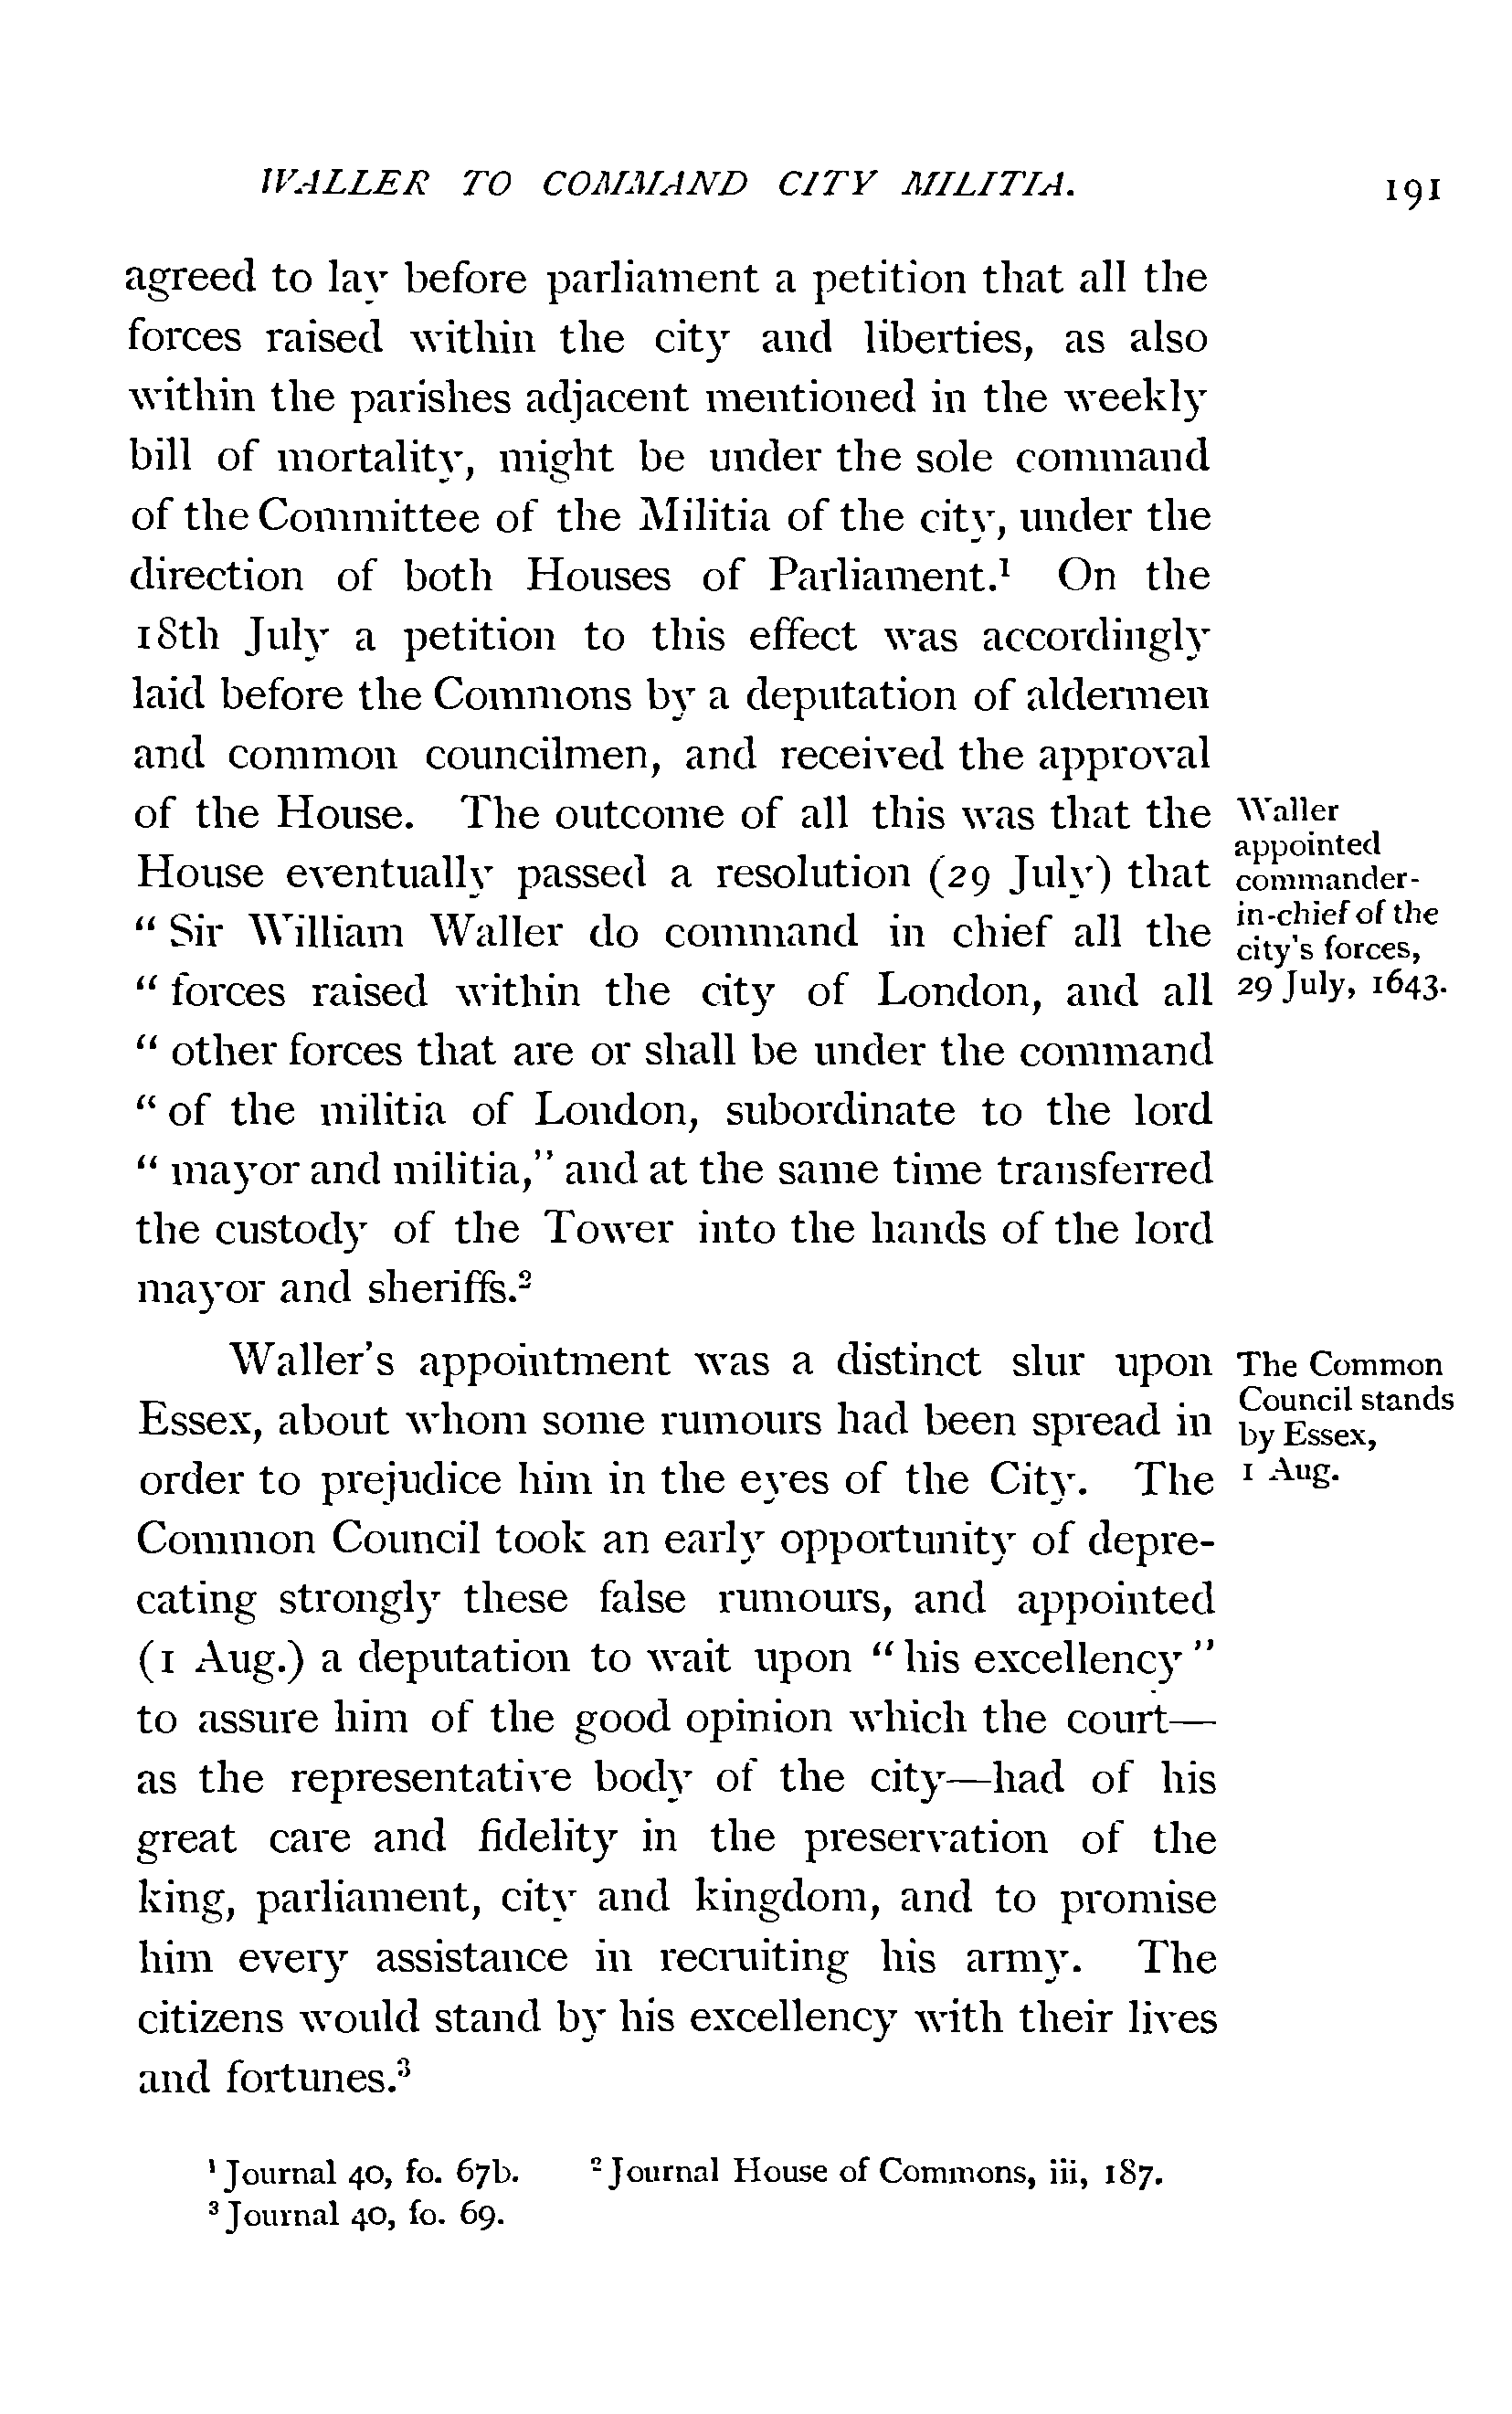 WALLER TO COMMAND CITY MILITIA. 191
agreed to lay before parliament a petition that all the
forces raised within the city and liberties, as also
within the parishes adjacent mentioned in the weekly
bill of mortality, might be under the sole command
of the Committee of the Militia of the city, under the
direction of both Houses of Parliament.¹ On the
18th July a petition to this effect was accordingly
laid before the Commons by a deputation of aldermen
and common councilmen, and received the approval
of the House. The outcome of all this was that the
House eventually passed a resolution (29 July) that
“ Sir William Waller do command in chief all the
“ forces raised within the city of London, and all
“ other forces that are or shall be under the command
“ of the militia of London, subordinate to the lord
“ mayor and militia,” and at the same time transferred
the custody of the Tower into the hands of the lord
mayor and sheriffs.²
Waller
appointed
commander-
in-chief of the
city's forces,
29 July, 1643.
Waller's appointment was a distinct slur upon
Essex, about whom some rumours had been spread in
order to prejudice him in the eyes of the City. The
Common Council took an early opportunity of depre-
cating strongly these false rumours, and appointed
(1 Aug.) a deputation to wait upon “ his excellency ”
to assure him of the good opinion which the court—
as the representative body of the city—had of his
great care and fidelity in the preservation of the
king, parliament, city and kingdom, and to promise
him every assistance in recruiting his army. The
citizens would stand by his excellency with their lives
and fortunes.³
The Common
Council stands
by Essex,
1 Aug.
¹ Journal 40, fo. 67b. ² Journal House of Commons, iii, 187.
³ Journal 40, fo. 69.